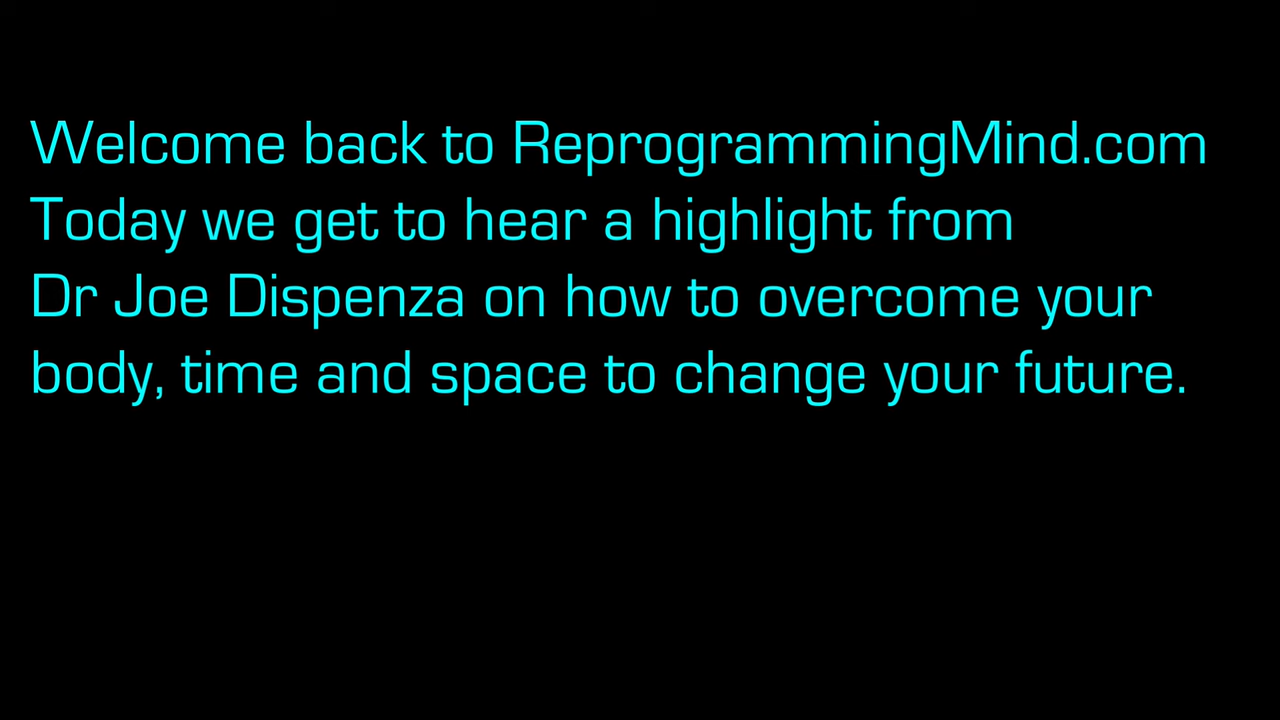 Welcome back to ReprogrammingMind.com
Today we get to hear a highlight from
Dr Joe Dispenza on how to overcome your
body, time and space to change your future.